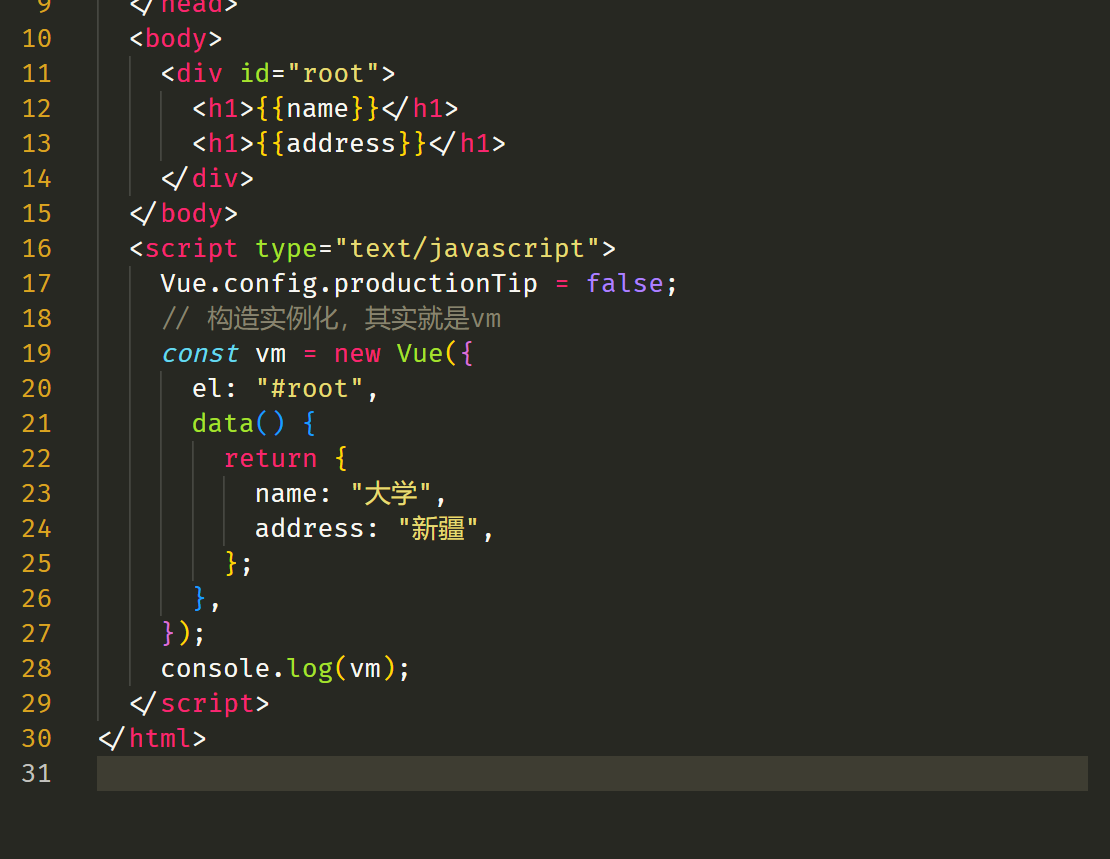 9 </head>
10 <body>
11 <div id="root">
12 <h1>{{name}}</h1>
13 <h1>{{address}}</h1>
14 </div>
15 </body>
16 <script type="text/javascript">
17 Vue.config.productionTip = false;
18 // 构造实例化，其实就是vm
19 const vm = new Vue({
20 el: "#root",
21 data() {
22 return {
23 name: "大学",
24 address: "新疆",
25 };
26 },
27 });
28 console.log(vm);
29 </script>
30 </html>
31